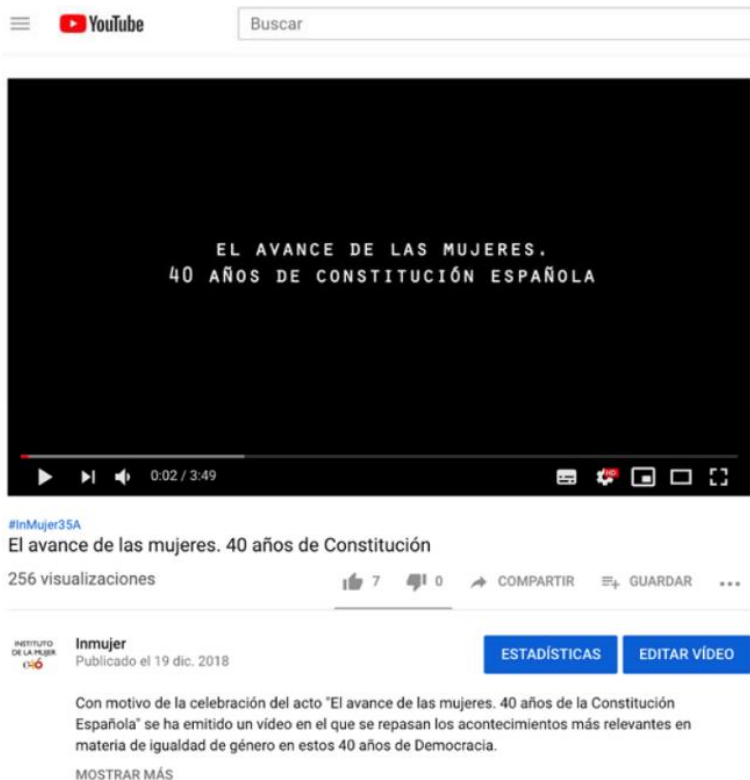 YouTube
Buscar
EL AVANCE DE LAS MUJERES.
40 AÑOS DE CONSTITUCIÓN ESPAÑOLA
0:02 / 3:49
HD
#InMujer35A
El avance de las mujeres. 40 años de Constitución
256 visualizaciones
7
0
COMPARTIR
GUARDAR
INSTITUTO
DE LA MUJER
Inmujer
Publicado el 19 dic. 2018
ESTADÍSTICAS
EDITAR VÍDEO
Con motivo de la celebración del acto "El avance de las mujeres. 40 años de la Constitución
Española" se ha emitido un vídeo en el que se repasan los acontecimientos más relevantes en
materia de igualdad de género en estos 40 años de Democracia.
MOSTRAR MÁS